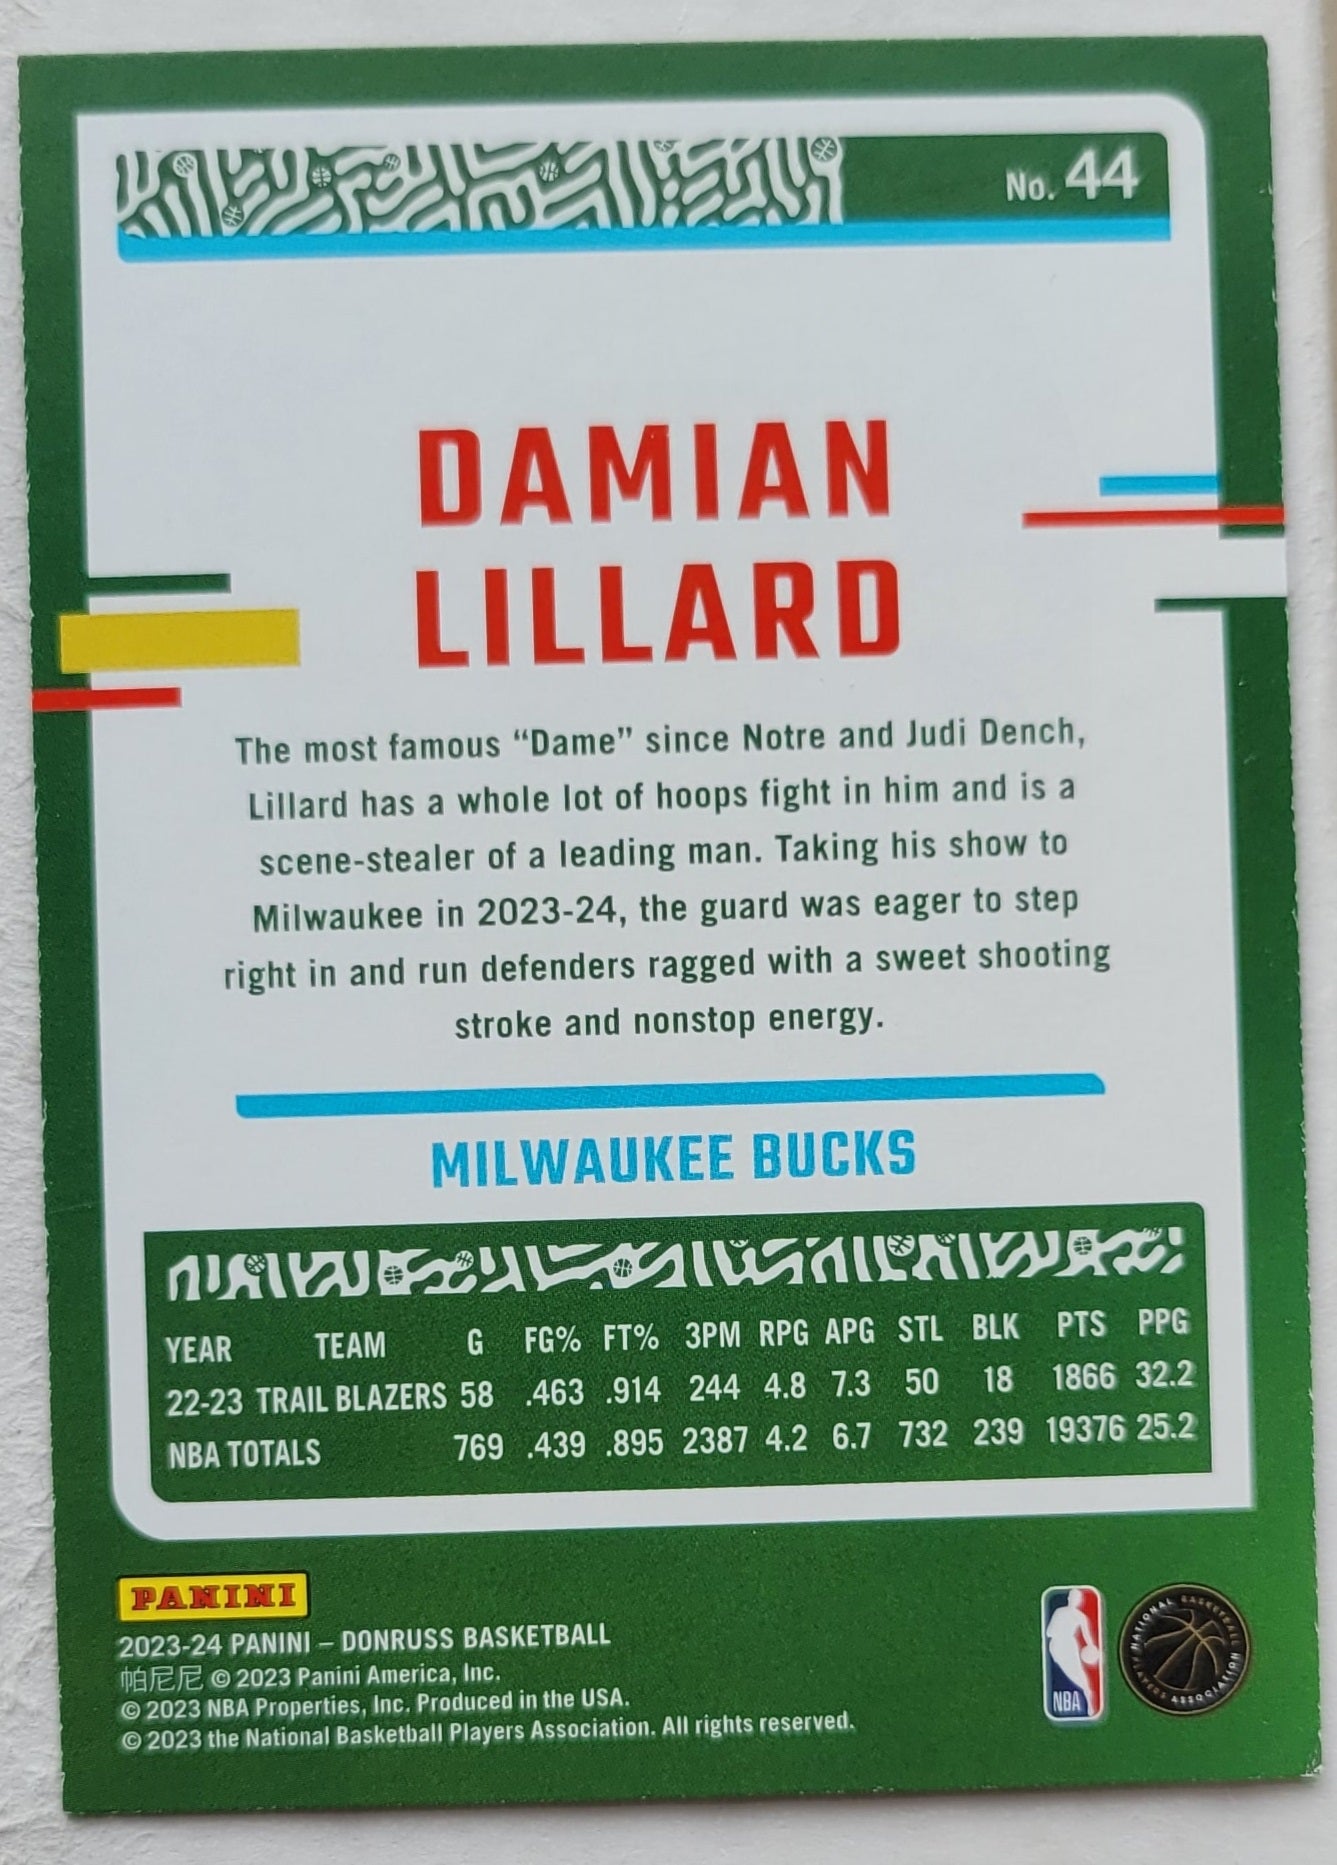 No. 44
DAMIAN
LILLARD
The most famous “Dame” since Notre and Judi Dench,
Lillard has a whole lot of hoops fight in him and is a
scene-stealer of a leading man. Taking his show to
Milwaukee in 2023-24, the guard was eager to step
right in and run defenders ragged with a sweet shooting
stroke and nonstop energy.
MILWAUKEE BUCKS
YEAR TEAM G FG% FT% 3PM RPG APG STL BLK PTS PPG
22-23 TRAIL BLAZERS 58 .463 .914 244 4.8 7.3 50 18 1866 32.2
NBA TOTALS 769 .439 .895 2387 4.2 6.7 732 239 19376 25.2
PANINI
2023-24 PANINI – DONRUSS BASKETBALL
帕尼尼 © 2023 Panini America, Inc.
© 2023 NBA Properties, Inc. Produced in the USA.
© 2023 the National Basketball Players Association. All rights reserved.
NBA
NATIONAL BASKETBALL PLAYERS ASSOCIATION